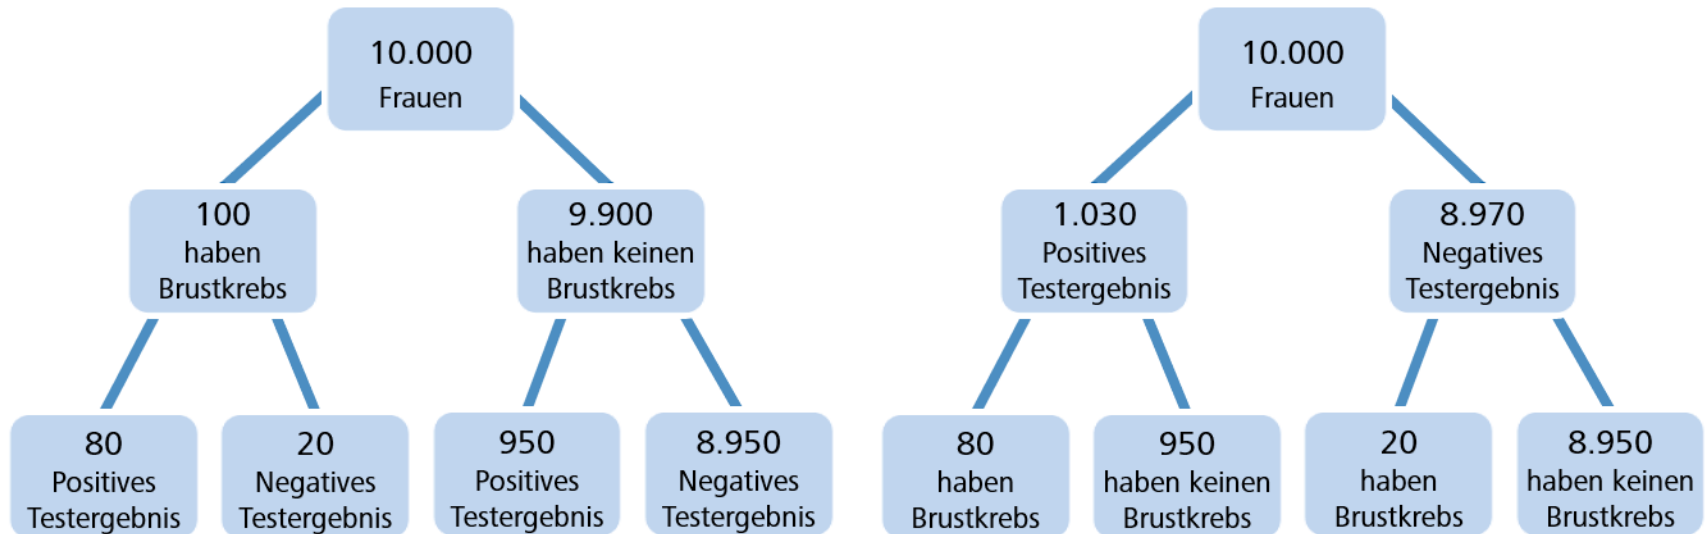 10.000
Frauen
100
haben
Brustkrebs
9.900
haben keinen
Brustkrebs
80
Positives
Testergebnis
20
Negatives
Testergebnis
950
Positives
Testergebnis
8.950
Negatives
Testergebnis
10.000
Frauen
1.030
Positives
Testergebnis
8.970
Negatives
Testergebnis
80
haben
Brustkrebs
950
haben keinen
Brustkrebs
20
haben
Brustkrebs
8.950
haben keinen
Brustkrebs